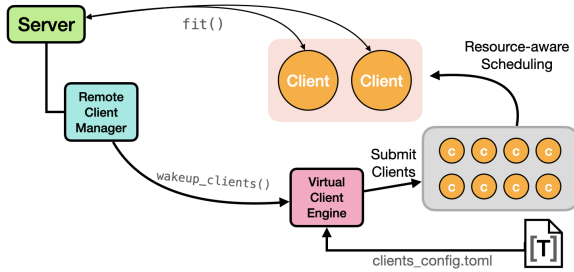 Server
fit()
Resource-aware
Scheduling
Client
Client
Remote
Client
Manager
wakeup_clients()
Virtual
Client
Engine
Submit
Clients
C C C C
C C C C
clients_config.toml
[T]